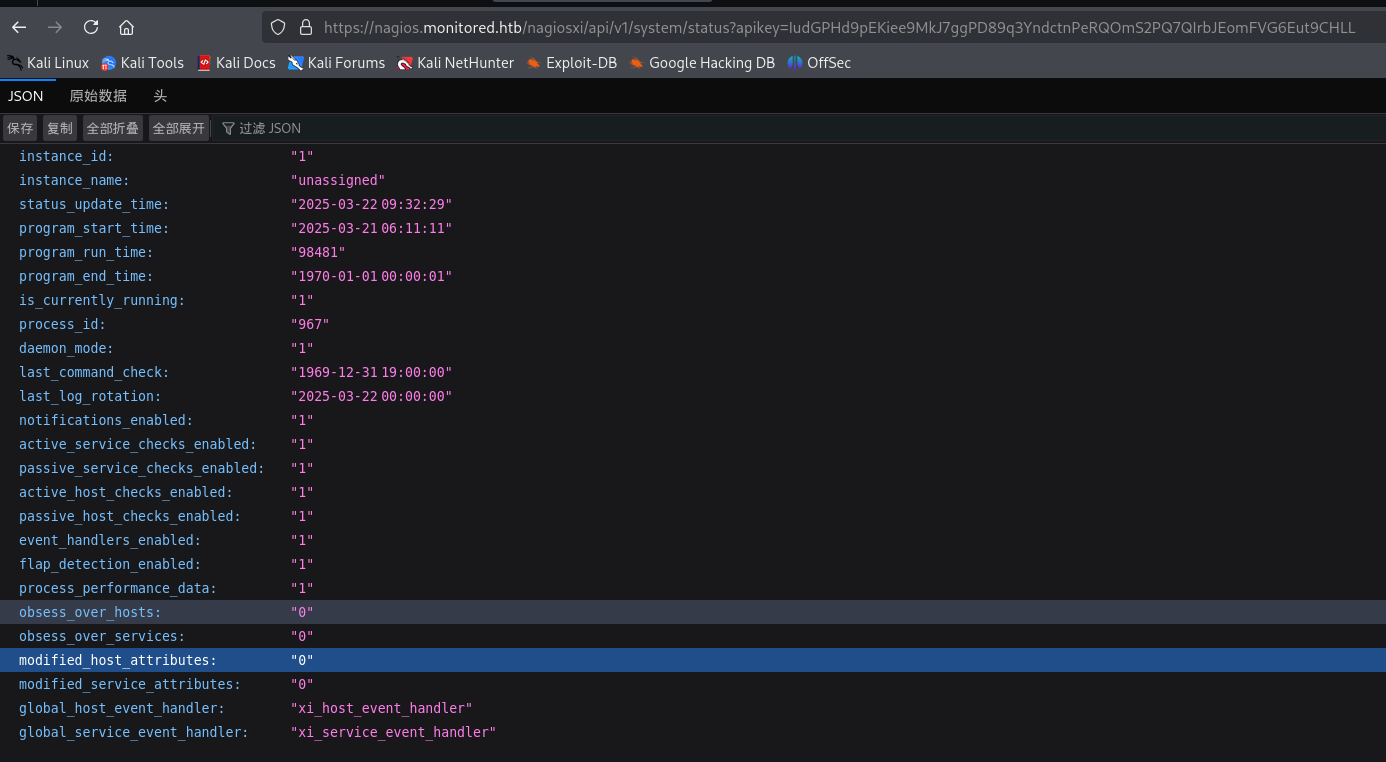 https://nagios.monitored.htb/nagiosxi/api/v1/system/status?apikey=IudGPHd9pEKiee9MkJ7ggPD89q3YndctnPeRQOmS2PQ7QIrbJEomFVG6Eut9CHLL
Kali Linux Kali Tools Kali Docs Kali Forums Kali NetHunter Exploit-DB Google Hacking DB OffSec
JSON 原始数据 头
保存 复制 全部折叠 全部展开 过滤 JSON
instance_id: "1"
instance_name: "unassigned"
status_update_time: "2025-03-22 09:32:29"
program_start_time: "2025-03-21 06:11:11"
program_run_time: "98481"
program_end_time: "1970-01-01 00:00:01"
is_currently_running: "1"
process_id: "967"
daemon_mode: "1"
last_command_check: "1969-12-31 19:00:00"
last_log_rotation: "2025-03-22 00:00:00"
notifications_enabled: "1"
active_service_checks_enabled: "1"
passive_service_checks_enabled: "1"
active_host_checks_enabled: "1"
passive_host_checks_enabled: "1"
event_handlers_enabled: "1"
flap_detection_enabled: "1"
process_performance_data: "1"
obsess_over_hosts: "0"
obsess_over_services: "0"
modified_host_attributes: "0"
modified_service_attributes: "0"
global_host_event_handler: "xi_host_event_handler"
global_service_event_handler: "xi_service_event_handler"